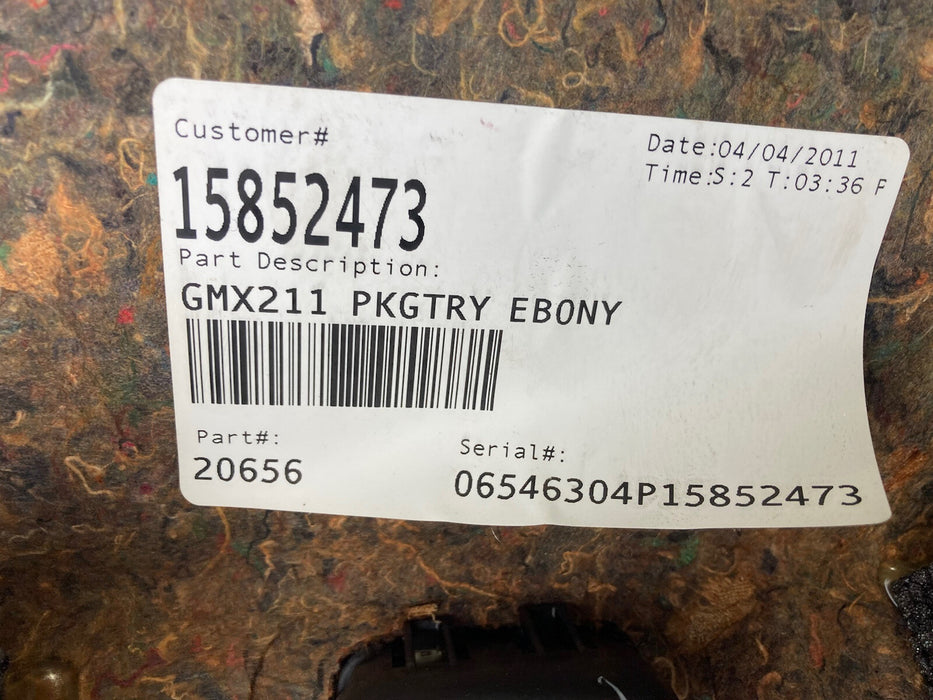 Customer#
Date:04/04/2011
Time:S:2 T:03:36 P
15852473
Part Description:
GMX211 PKGTRY EBONY
Part#:
Serial#:
20656
06546304P15852473